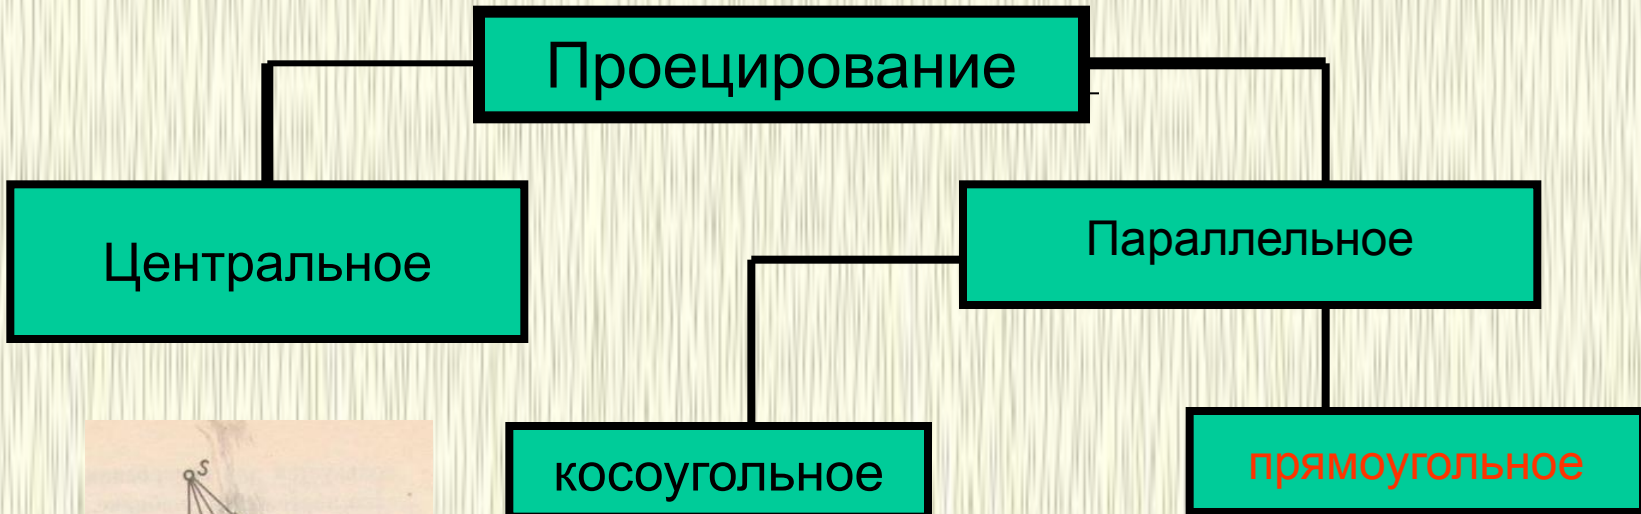 Проецирование
Центральное
Параллельное
косоугольное
прямоугольное
S